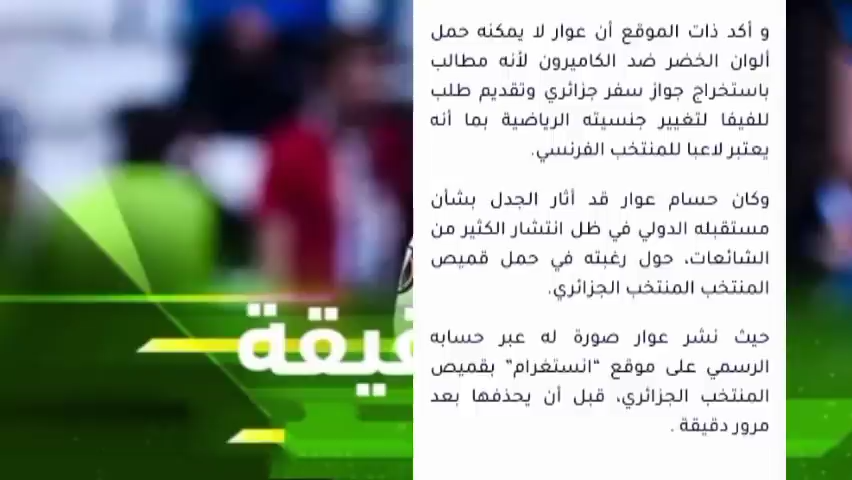 و أكد ذات الموقع أن عوار لا يمكنه حمل
ألوان الخضر ضد الكاميرون لأنه مطالب
باستخراج جواز سفر جزائري وتقديم طلب
للفيفا لتغيير جنسيته الرياضية بما أنه
يعتبر لاعبا للمنتخب الفرنسي.
وكان حسام عوار قد أثار الجدل بشأن
مستقبله الدولي في ظل انتشار الكثير من
الشائعات، حول رغبته في حمل قميص
المنتخب المنتخب الجزائري.
حيث نشر عوار صورة له عبر حسابه
الرسمي على موقع “انستغرام” بقميص
المنتخب الجزائري، قبل أن يحذفها بعد
مرور دقيقة .